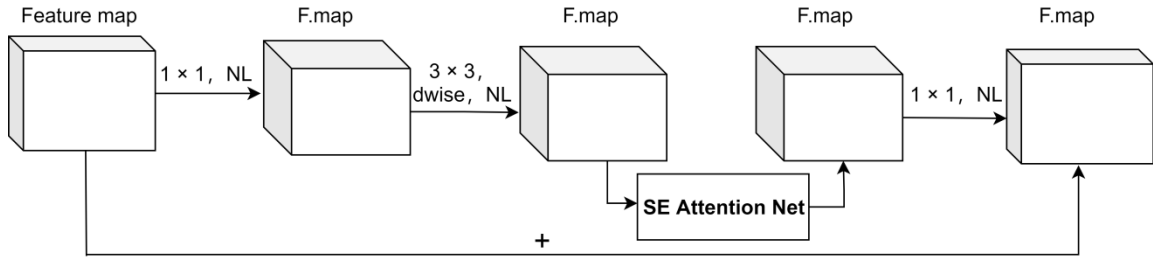 Feature map
F.map
F.map
F.map
F.map
1 × 1，NL
3 × 3，
dwise，NL
1 × 1，NL
SE Attention Net
+